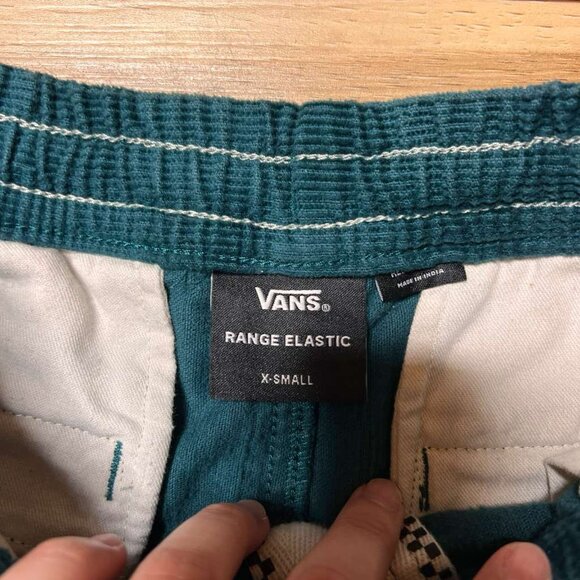 VANS®
RANGE ELASTIC
X-SMALL
MADE IN INDIA